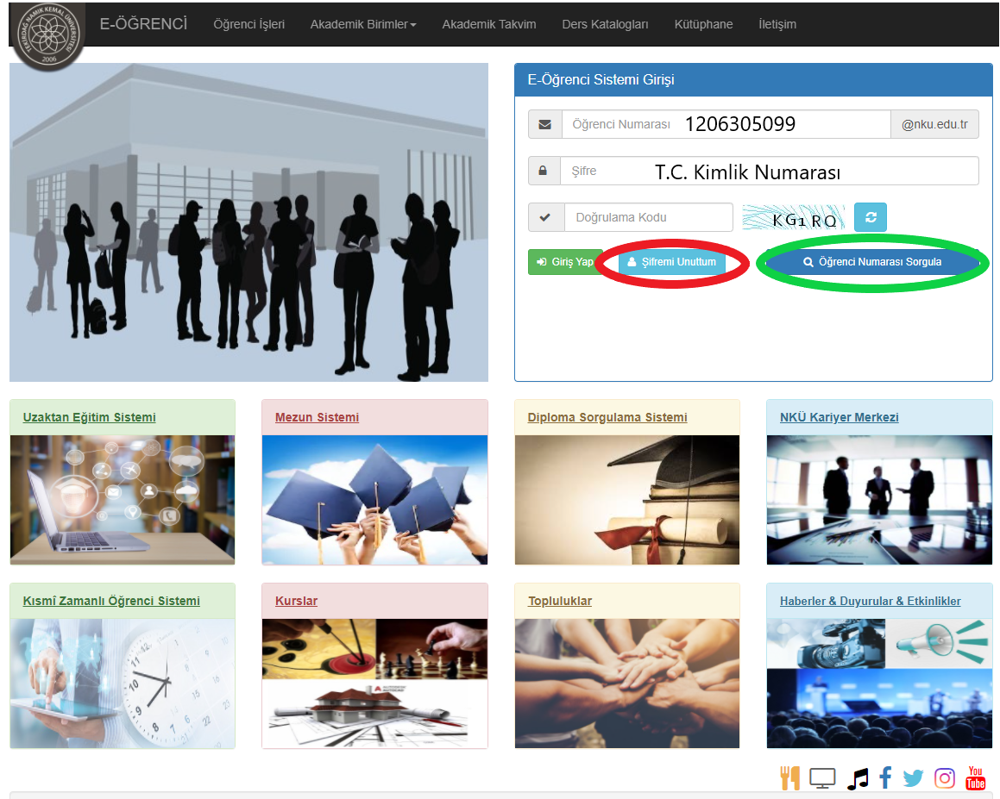 TEKİRDAĞ NAMIK KEMAL ÜNİVERSİTESİ
2006
E-ÖĞRENCİ Öğrenci İşleri Akademik Birimler Akademik Takvim Ders Katalogları Kütüphane İletişim
E-Öğrenci Sistemi Girişi
Öğrenci Numarası 1206305099 @nku.edu.tr
Şifre T.C. Kimlik Numarası
Doğrulama Kodu KG1RQ
Giriş Yap Şifremi Unuttum Öğrenci Numarası Sorgula
Uzaktan Eğitim Sistemi Mezun Sistemi Diploma Sorgulama Sistemi NKÜ Kariyer Merkezi
Kısmî Zamanlı Öğrenci Sistemi Kurslar Topluluklar Haberler & Duyurular & Etkinlikler
You
Tube